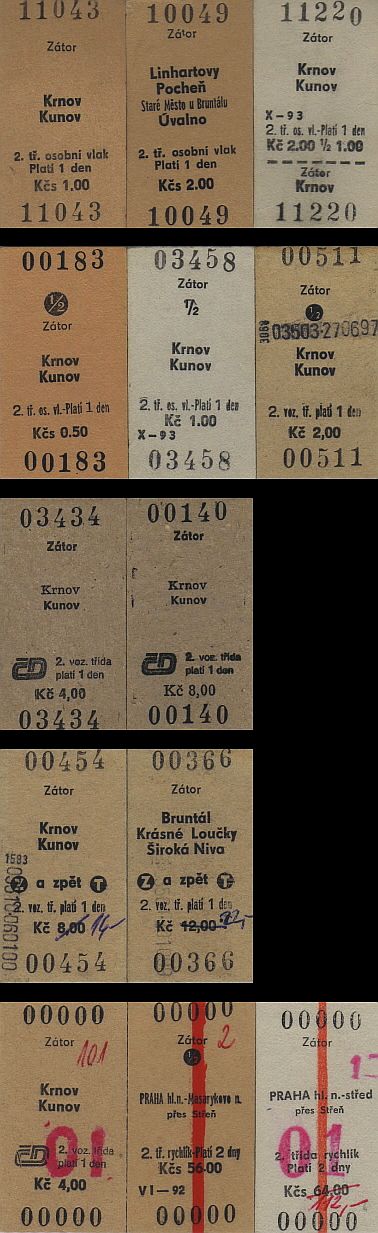 11043
Zátor
Krnov
Kunov
2. tř. osobní vlak
Platí 1 den
Kčs 1.00
11043
10049
Zátor
Linhartovy
Pocheň
Staré Město u Bruntálu
Úvalno
2. tř. osobní vlak
Platí 1 den
Kčs 2.00
10049
11220
Zátor
Krnov
Kunov
X-93
2. tř. os. vl.-Platí 1 den
Kč 2.00 ½ 1.00
Zátor
Krnov
11220
00183
1/2
Zátor
Krnov
Kunov
2. tř. os. vl.-Platí 1 den
Kčs 0.50
00183
03458
Zátor
1/2
Krnov
Kunov
2. tř. os. vl.-Platí 1 den
Kč 1.00
X-93
03458
00511
Zátor
1/2
03503-270697
Krnov
Kunov
2. voz. tř. platí 1 den
Kč 2,00
00511
03434
Zátor
Krnov
Kunov
ČD 2. voz. třída
platí 1 den
Kč 4,00
03434
00140
Zátor
Krnov
Kunov
ČD 2. voz. třída
platí 1 den
Kč 8,00
00140
00454
Zátor
Krnov
Kunov
1583
Z a zpět T
2. voz. tř. platí 1 den
Kč 8,00 14,-
00454
00366
Zátor
Bruntál
Krásné Loučky
Široká Niva
Z a zpět T
2. voz. tř. platí 1 den
Kč 12,00
00366
00000
Zátor
101
Krnov
Kunov
01
ČD 2. voz. třída
platí 1 den
Kč 4,00
00000
00000
Zátor
2
1/2
PRAHA hl. n.-Masarykovo n.
přes Střeň
2. tř. rychlík-Platí 2 dny
Kčs 56.00
VI-92
00000
00000
Zátor
PRAHA hl. n.-střed
přes Střeň
01
2. třída rychlík
Platí 2 dny
Kčs 64.00
112,-
00000